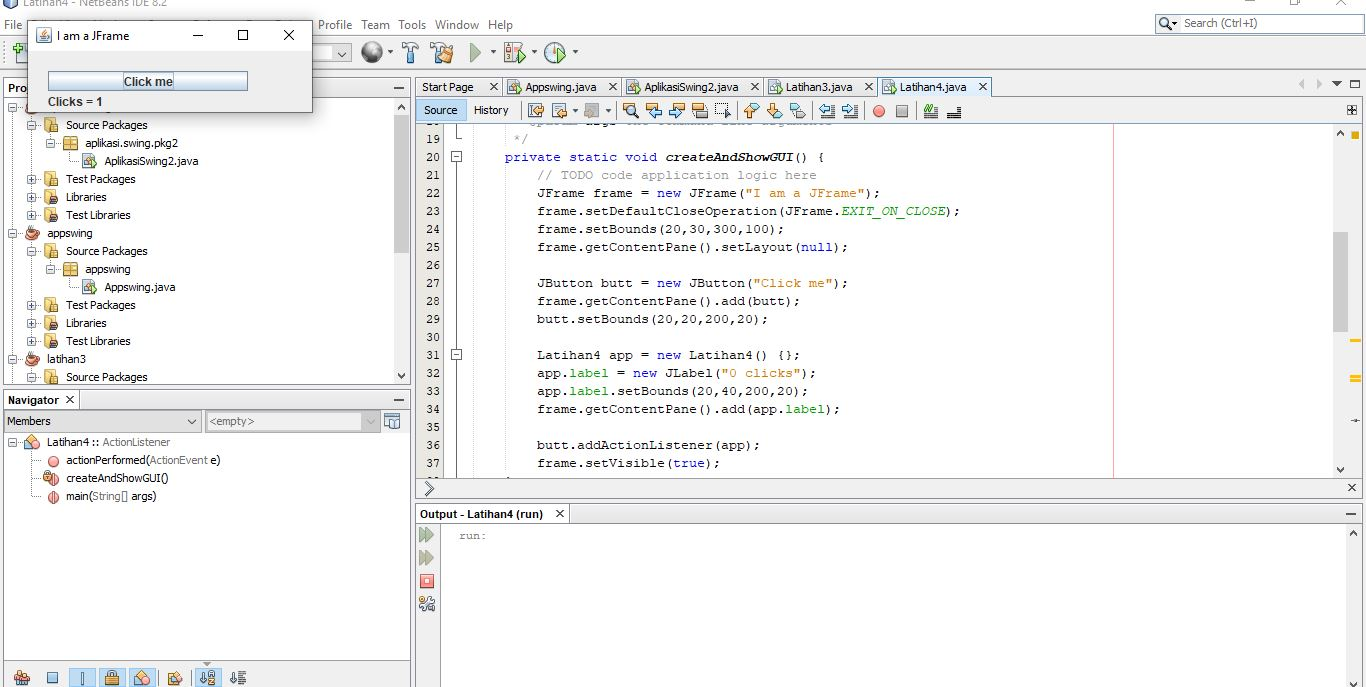 Latihan4 - NetBeans IDE 8.2
File Profile Team Tools Window Help
Search (Ctrl+I)
I am a JFrame
Click me
Clicks = 1
Source Packages
aplikasi.swing.pkg2
AplikasiSwing2.java
Test Packages
Libraries
Test Libraries
appswing
Source Packages
appswing
Appswing.java
Test Packages
Libraries
Test Libraries
latihan3
Source Packages
Navigator
Members <empty>
Latihan4 :: ActionListener
actionPerformed(ActionEvent e)
createAndShowGUI()
main(String[] args)
Start Page Appswing.java AplikasiSwing2.java Latihan3.java Latihan4.java
Source History
19 */
20 private static void createAndShowGUI() {
21 // TODO code application logic here
22 JFrame frame = new JFrame("I am a JFrame");
23 frame.setDefaultCloseOperation(JFrame.EXIT_ON_CLOSE);
24 frame.setBounds(20,30,300,100);
25 frame.getContentPane().setLayout(null);
26
27 JButton butt = new JButton("Click me");
28 frame.getContentPane().add(butt);
29 butt.setBounds(20,20,200,20);
30
31 Latihan4 app = new Latihan4() {};
32 app.label = new JLabel("0 clicks");
33 app.label.setBounds(20,40,200,20);
34 frame.getContentPane().add(app.label);
35
36 butt.addActionListener(app);
37 frame.setVisible(true);
Output - Latihan4 (run)
run: